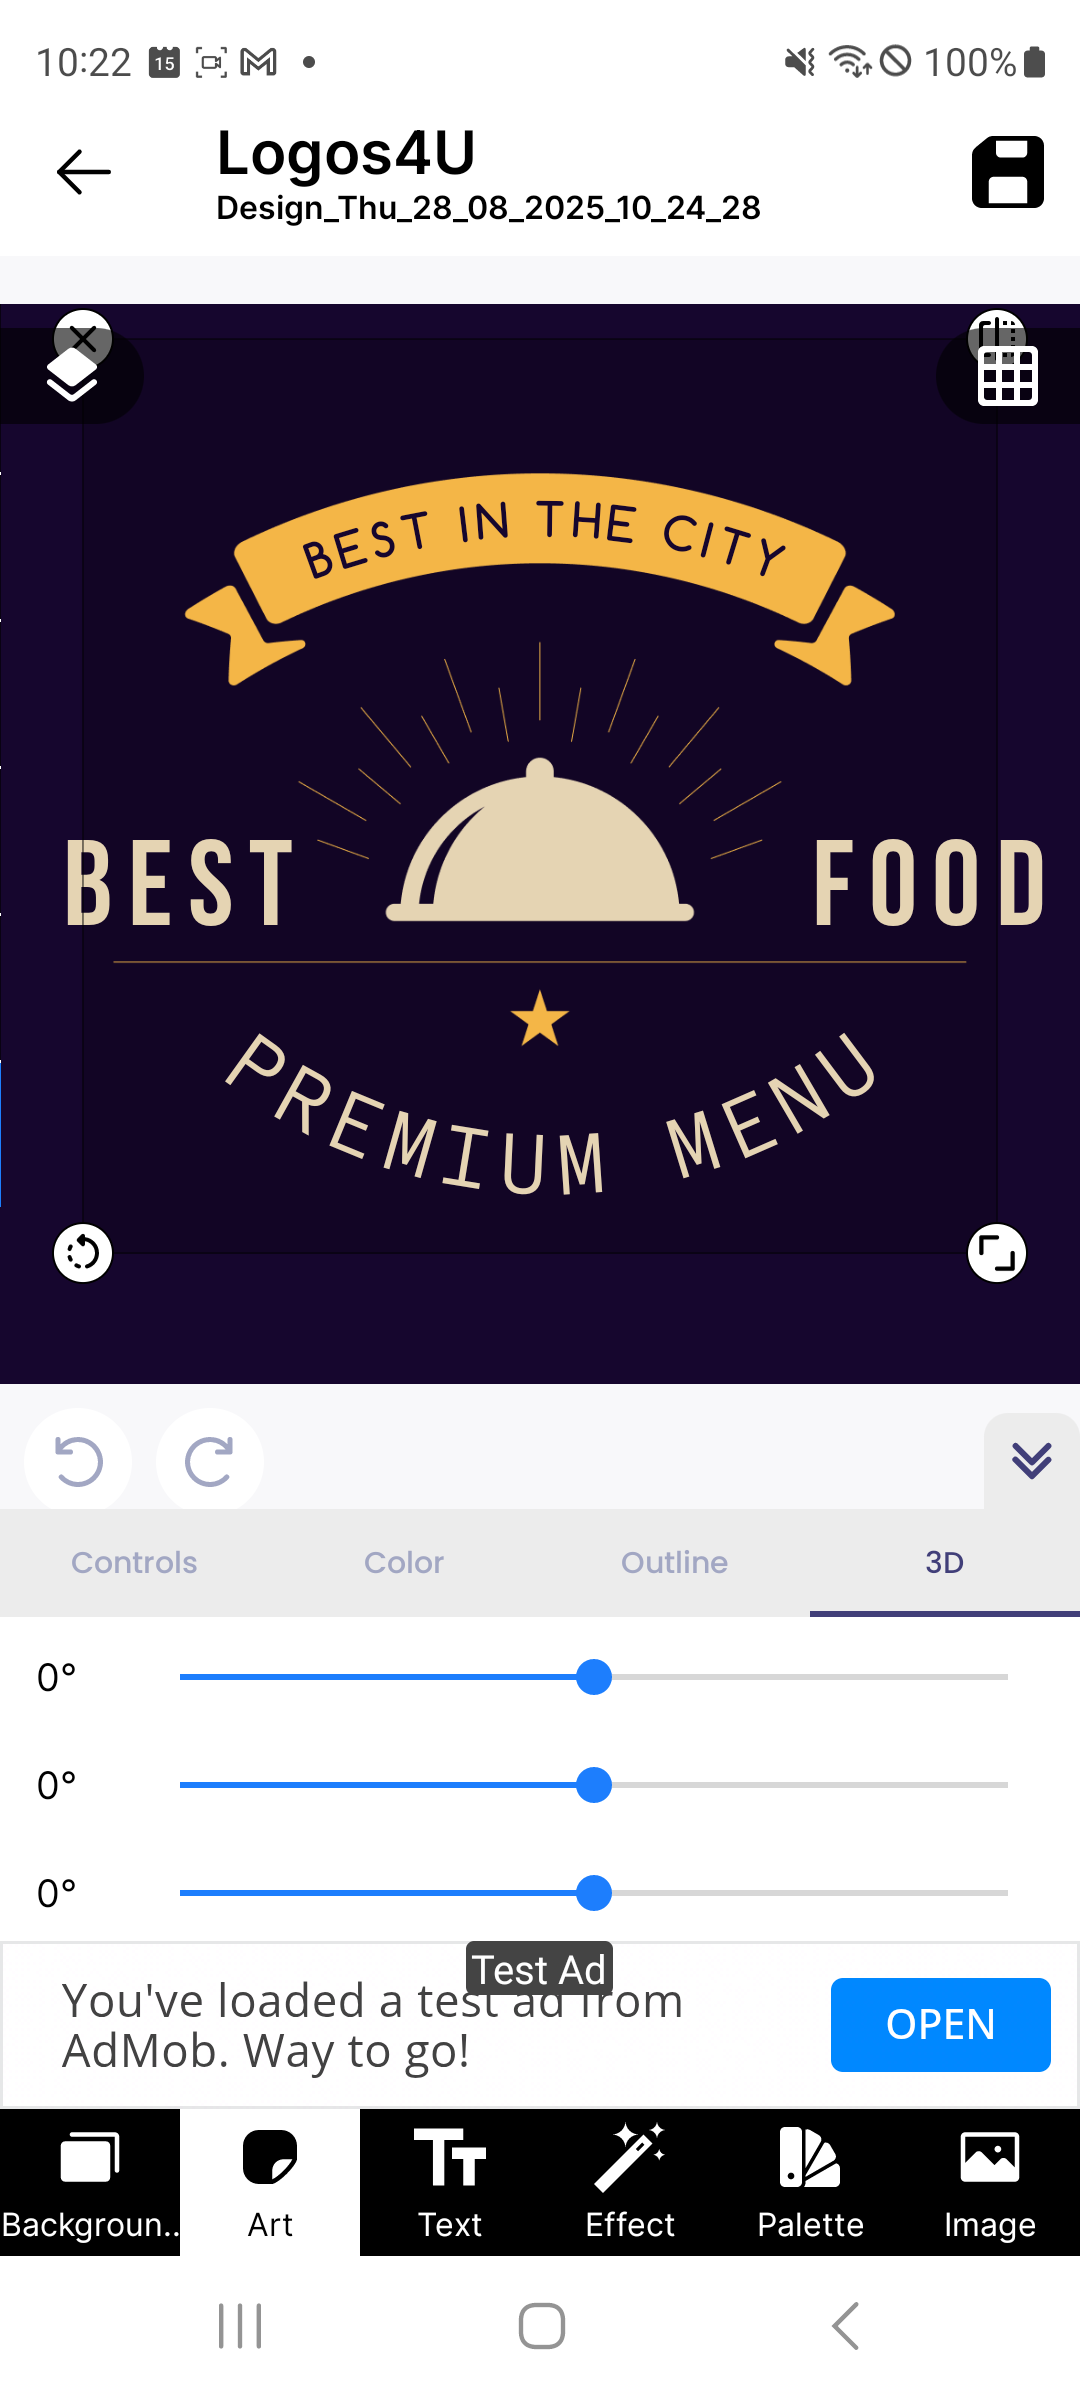 10:22
15
100%
Logos4U
Design_Thu_28_08_2025_10_24_28
BEST IN THE CITY
BEST
FOOD
PREMIUM MENU
Controls
Color
Outline
3D
0°
0°
0°
Test Ad
You've loaded a test ad from
AdMob. Way to go!
OPEN
Backgroun..
Art
Text
Effect
Palette
Image